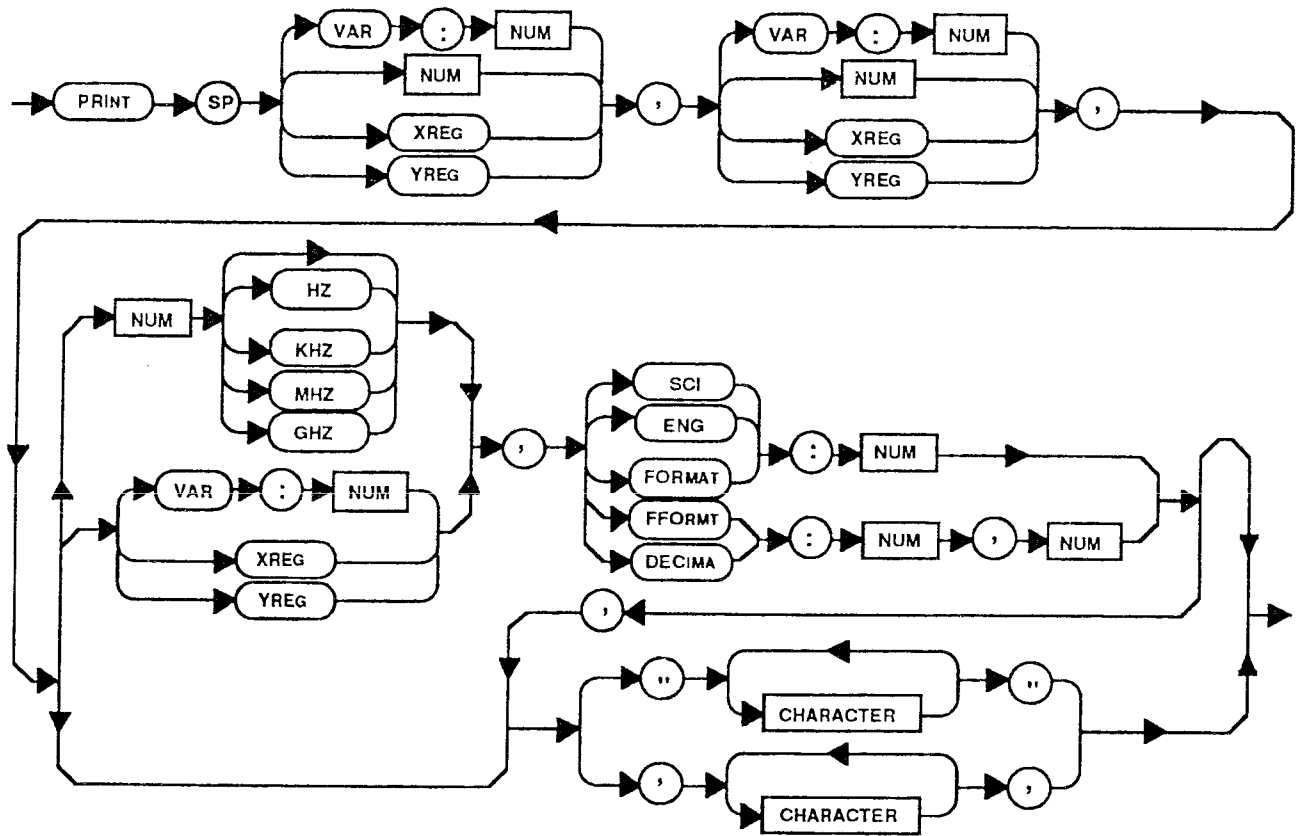 VAR : NUM
VAR : NUM
NUM
NUM
PRINT SP , ,
XREG
XREG
YREG
YREG
HZ
NUM
KHZ
MHZ
GHZ
SCI
ENG
, : NUM
FORMAT
VAR : NUM
FFORMT
: NUM , NUM
DECIMA
XREG
YREG
,
" "
CHARACTER
, ,
CHARACTER